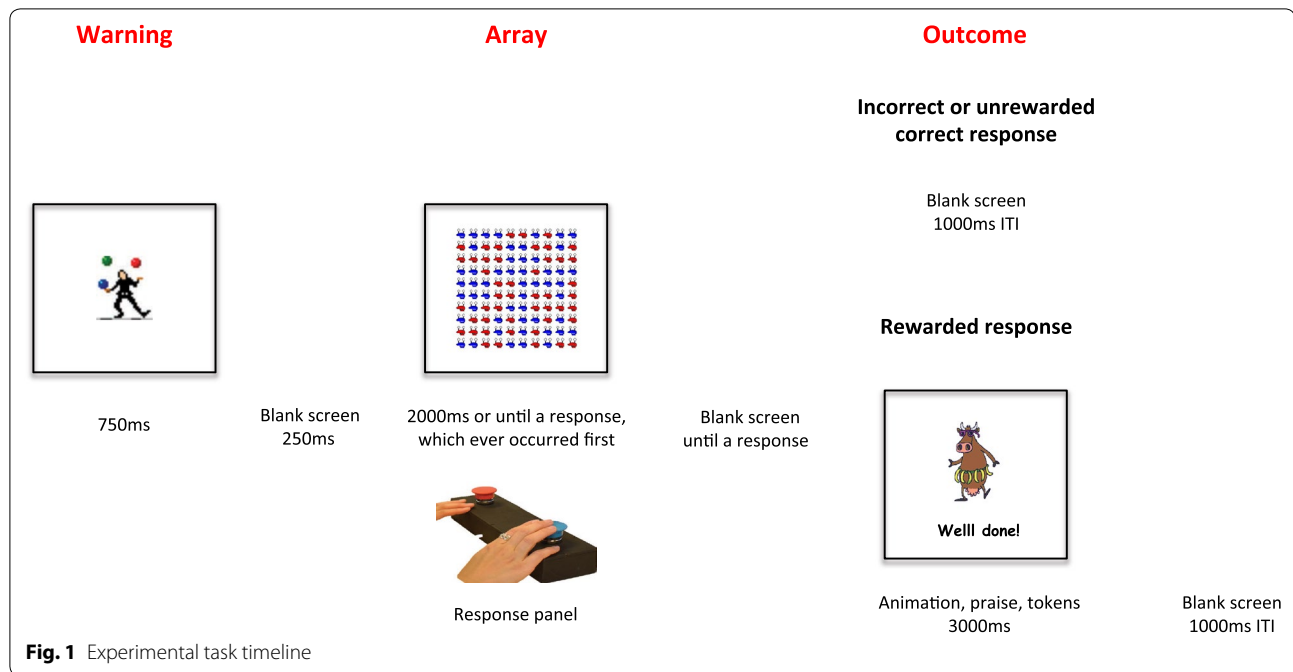 Warning
Array
Outcome
Incorrect or unrewarded
correct response
Blank screen
1000ms ITI
Rewarded response
750ms
Blank screen
250ms
2000ms or until a response,
which ever occurred first
Blank screen
until a response
Welll done!
Response panel
Animation, praise, tokens
3000ms
Blank screen
1000ms ITI
Fig. 1 Experimental task timeline